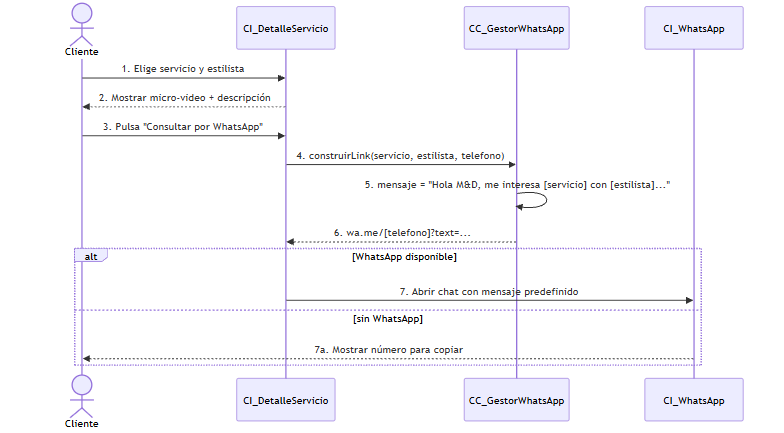 CI_DetalleServicio
CC_GestorWhatsApp
CI_WhatsApp
Cliente
1. Elige servicio y estilista
2. Mostrar micro-video + descripción
3. Pulsa "Consultar por WhatsApp"
4. construirLink(servicio, estilista, telefono)
5. mensaje = "Hola M&D, me interesa [servicio] con [estilista]..."
6. wa.me/[telefono]?text=...
alt
[WhatsApp disponible]
7. Abrir chat con mensaje predefinido
[sin WhatsApp]
7a. Mostrar número para copiar
CI_DetalleServicio
CC_GestorWhatsApp
CI_WhatsApp
Cliente